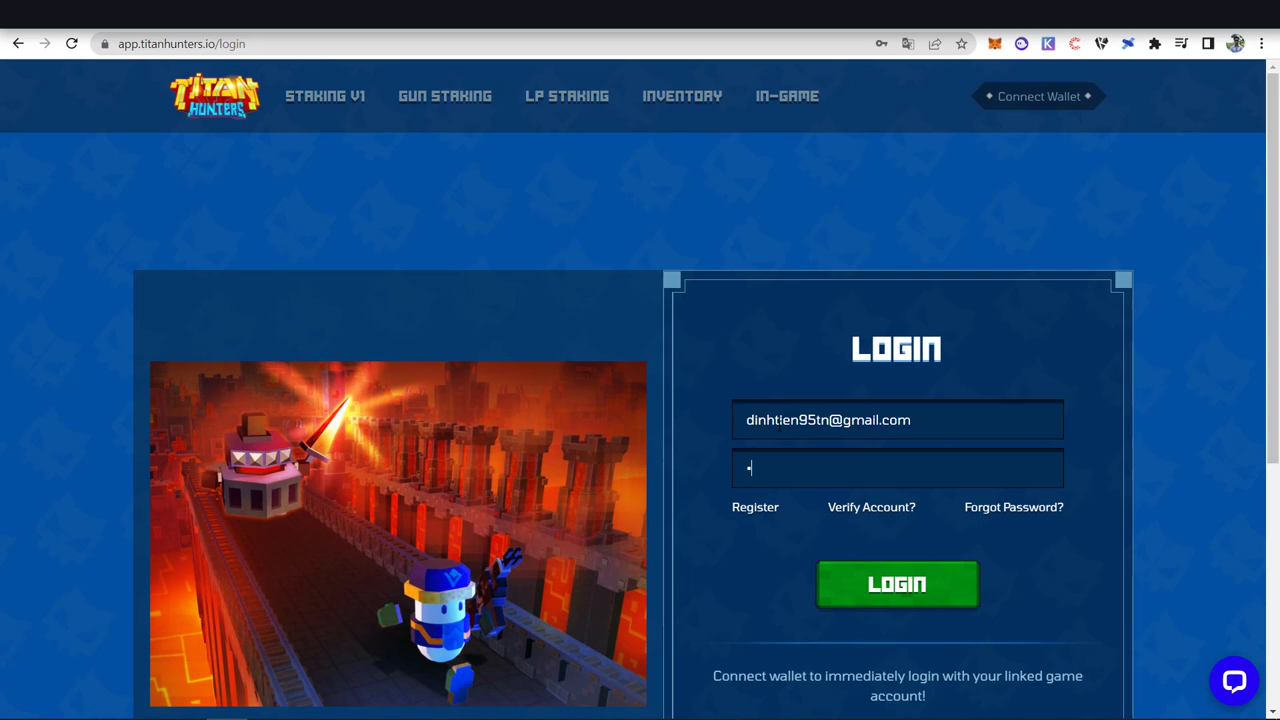 app.titanhunters.io/login
TITAN
HUNTERS
STAKING V1
GUN STAKING
LP STAKING
INVENTORY
IN-GAME
Connect Wallet
LOGIN
dinhtien95tn@gmail.com
Register
Verify Account?
Forgot Password?
LOGIN
Connect wallet to immediately login with your linked game
account!